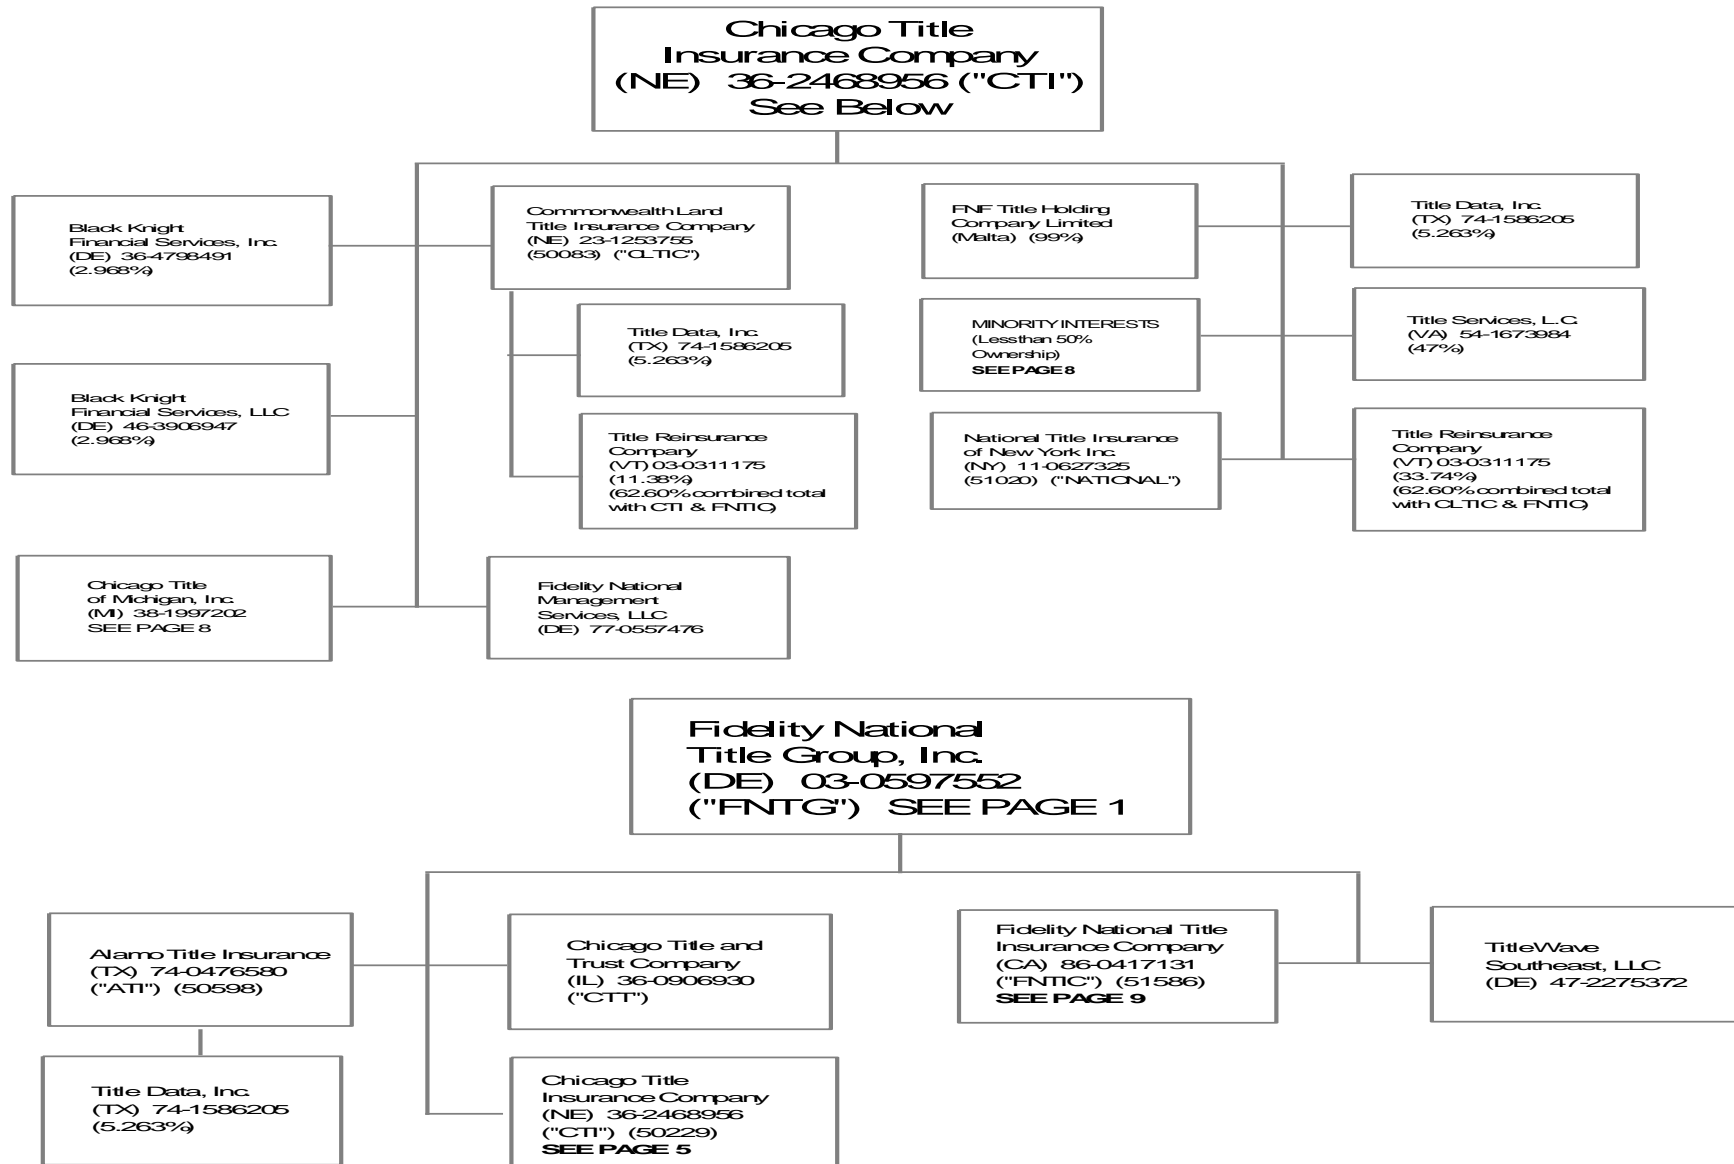 Chicago Title
Insurance Company
(NE) 36-2468956 ("CTI")
See Below
Black Knight
Financial Services, Inc.
(DE) 36-4798491
(2.968%)
Commonwealth Land
Title Insurance Company
(NE) 23-1253755
(50083) ("CLTIC")
FNF Title Holding
Company Limited
(Malta) (99%)
Title Data, Inc.
(TX) 74-1586205
(5.263%)
Title Data, Inc.
(TX) 74-1586205
(5.263%)
MINORITY INTERESTS
(Less than 50%
Ownership)
SEE PAGE 8
Title Services, L.C.
(VA) 54-1673984
(47%)
Black Knight
Financial Services, LLC
(DE) 46-3906947
(2.968%)
Title Reinsurance
Company
(VT) 03-0311175
(11.38%)
(62.60% combined total
with CTI & FNTIC)
National Title Insurance
of New York Inc.
(NY) 11-0627325
(51020) ("NATIONAL")
Title Reinsurance
Company
(VT) 03-0311175
(33.74%)
(62.60% combined total
with CLTIC & FNTIC)
Chicago Title
of Michigan, Inc.
(MI) 38-1997202
SEE PAGE 8
Fidelity National
Management
Services, LLC
(DE) 77-0557476
Fidelity National
Title Group, Inc.
(DE) 03-0597552
("FNTG") SEE PAGE 1
Alamo Title Insurance
(TX) 74-0476580
("ATI") (50598)
Chicago Title and
Trust Company
(IL) 36-0906930
("CTT")
Fidelity National Title
Insurance Company
(CA) 86-0417131
("FNTIC") (51586)
SEE PAGE 9
TitleWave
Southeast, LLC
(DE) 47-2275372
Title Data, Inc.
(TX) 74-1586205
(5.263%)
Chicago Title
Insurance Company
(NE) 36-2468956
("CTI") (50229)
SEE PAGE 5